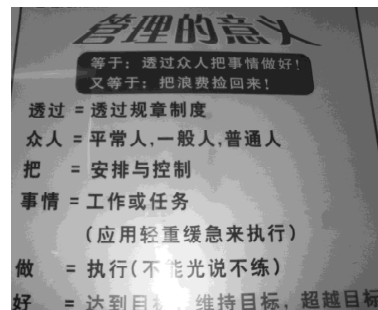 管理的意义
等于：透过众人把事情做好！
又等于：把浪费捡回来！
透过 = 透过规章制度
众人 = 平常人,一般人,普通人
把 = 安排与控制
事情 = 工作或任务
（应用轻重缓急来执行）
做 = 执行(不能光说不练）
好 = 达到目标，维持目标，超越目标